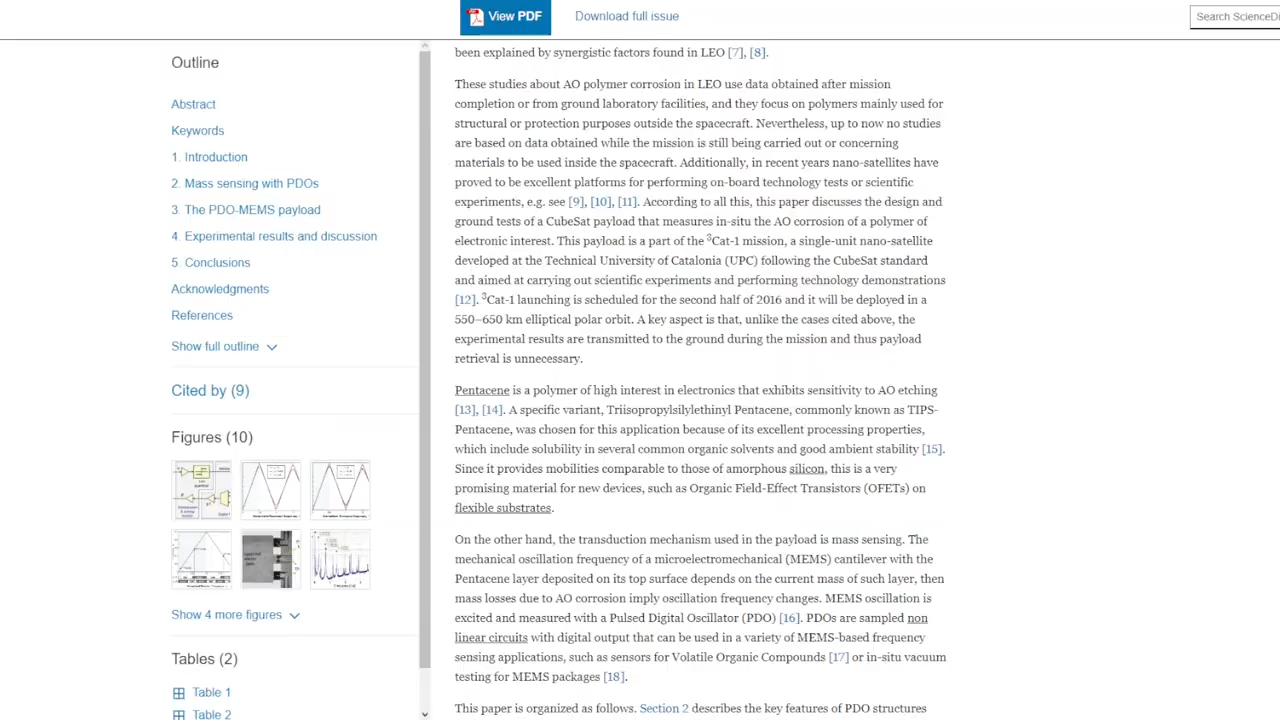 View PDF
Download full issue
Search ScienceDi
Outline
Abstract
Keywords
1. Introduction
2. Mass sensing with PDOs
3. The PDO-MEMS payload
4. Experimental results and discussion
5. Conclusions
Acknowledgments
References
Show full outline
Cited by (9)
Figures (10)
Show 4 more figures
Tables (2)
Table 1
Table 2
been explained by synergistic factors found in LEO [7], [8].
These studies about AO polymer corrosion in LEO use data obtained after mission
completion or from ground laboratory facilities, and they focus on polymers mainly used for
structural or protection purposes outside the spacecraft. Nevertheless, up to now no studies
are based on data obtained while the mission is still being carried out or concerning
materials to be used inside the spacecraft. Additionally, in recent years nano-satellites have
proved to be excellent platforms for performing on-board technology tests or scientific
experiments, e.g. see [9], [10], [11]. According to all this, this paper discusses the design and
ground tests of a CubeSat payload that measures in-situ the AO corrosion of a polymer of
electronic interest. This payload is a part of the ³Cat-1 mission, a single-unit nano-satellite
developed at the Technical University of Catalonia (UPC) following the CubeSat standard
and aimed at carrying out scientific experiments and performing technology demonstrations
[12]. ³Cat-1 launching is scheduled for the second half of 2016 and it will be deployed in a
550–650 km elliptical polar orbit. A key aspect is that, unlike the cases cited above, the
experimental results are transmitted to the ground during the mission and thus payload
retrieval is unnecessary.
Pentacene is a polymer of high interest in electronics that exhibits sensitivity to AO etching
[13], [14]. A specific variant, Triisopropylsilylethinyl Pentacene, commonly known as TIPS-
Pentacene, was chosen for this application because of its excellent processing properties,
which include solubility in several common organic solvents and good ambient stability [15].
Since it provides mobilities comparable to those of amorphous silicon, this is a very
promising material for new devices, such as Organic Field-Effect Transistors (OFETs) on
flexible substrates.
On the other hand, the transduction mechanism used in the payload is mass sensing. The
mechanical oscillation frequency of a microelectromechanical (MEMS) cantilever with the
Pentacene layer deposited on its top surface depends on the current mass of such layer, then
mass losses due to AO corrosion imply oscillation frequency changes. MEMS oscillation is
excited and measured with a Pulsed Digital Oscillator (PDO) [16]. PDOs are sampled non
linear circuits with digital output that can be used in a variety of MEMS-based frequency
sensing applications, such as sensors for Volatile Organic Compounds [17] or in-situ vacuum
testing for MEMS packages [18].
This paper is organized as follows. Section 2 describes the key features of PDO structures